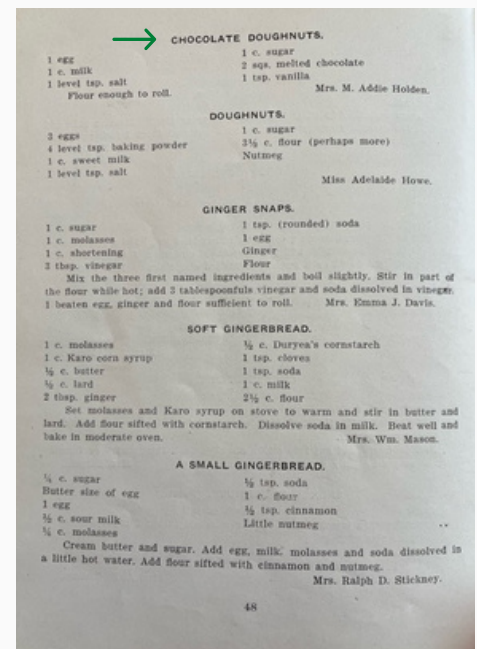 CHOCOLATE DOUGHNUTS.
1 egg 1 c. sugar
1 c. milk 2 sqs. melted chocolate
1 level tsp. salt 1 tsp. vanilla
Flour enough to roll. Mrs. M. Addie Holden.
DOUGHNUTS.
eggs 1 c. sugar
4 level tsp. baking powder 3½ c. flour (perhaps more)
1 c. sweet milk Nutmeg
1 level tsp. salt
Miss Adelaide Howe.
GINGER SNAPS.
1 c. sugar 1 tsp. (rounded) soda
1 c. molasses 1 egg
1 c. shortening Ginger
3 tbsp. vinegar Flour
Mix the three first named ingredients and boil slightly. Stir in part of
the flour while hot; add 3 tablespoonfuls vinegar and soda dissolved in vinegar,
1 beaten egg, ginger and flour sufficient to roll. Mrs. Emma J. Davis.
SOFT GINGERBREAD.
1 c. molasses ½ c. Duryea's cornstarch
1 c. Karo corn syrup 1 tsp. cloves
½ c. butter 1 tsp. soda
½ c. lard 1 c. milk
2 tbsp. ginger 2½ c. flour
Set molasses and Karo syrup on stove to warm and stir in butter and
lard. Add flour sifted with cornstarch. Dissolve soda in milk. Beat well and
bake in moderate oven. Mrs. Wm. Mason.
A SMALL GINGERBREAD.
c. sugar ½ tsp. soda
Butter size of egg 1 c. flour
1 egg ½ tsp. cinnamon
c. sour milk Little nutmeg
c. molasses
Cream butter and sugar. Add egg, milk, molasses and soda dissolved in
a little hot water. Add flour sifted with cinnamon and nutmeg.
Mrs. Ralph D. Stickney.
48